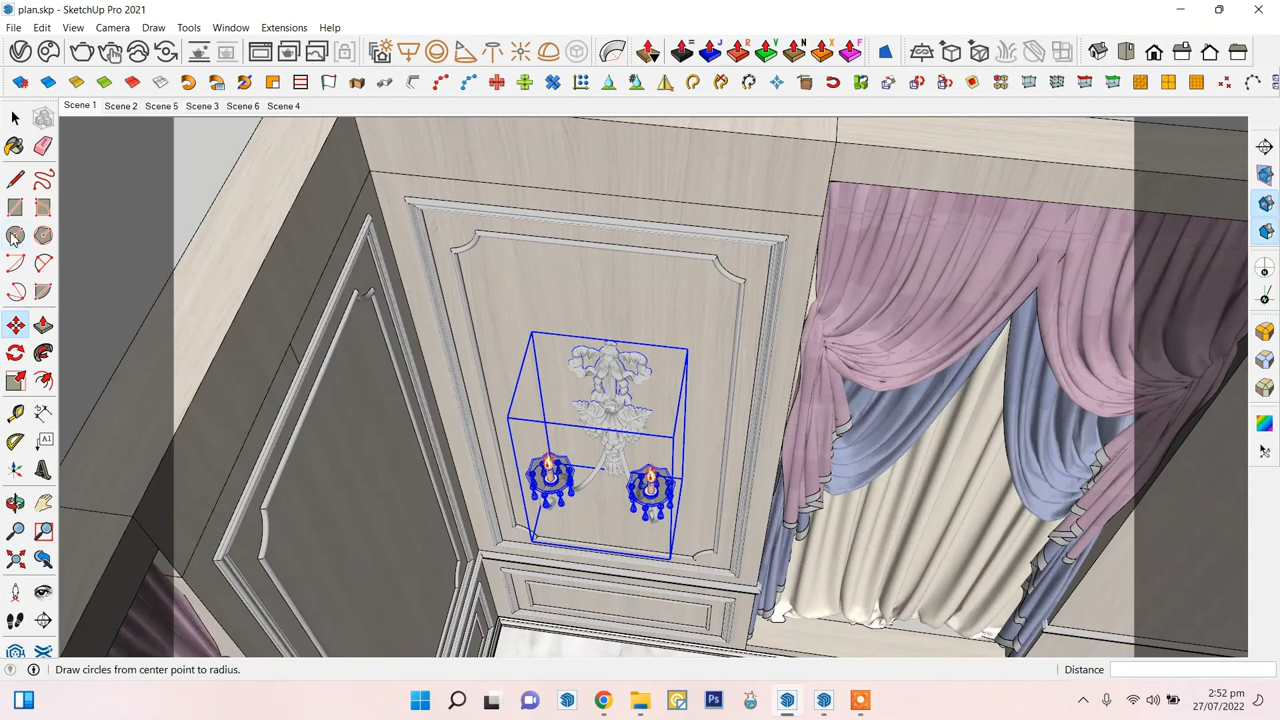 plan.skp - SketchUp Pro 2021
File Edit View Camera Draw Tools Window Extensions Help
Scene 1 Scene 2 Scene 5 Scene 3 Scene 6 Scene 4
A1
Draw circles from center point to radius.
Distance
2:52 pm
27/07/2022